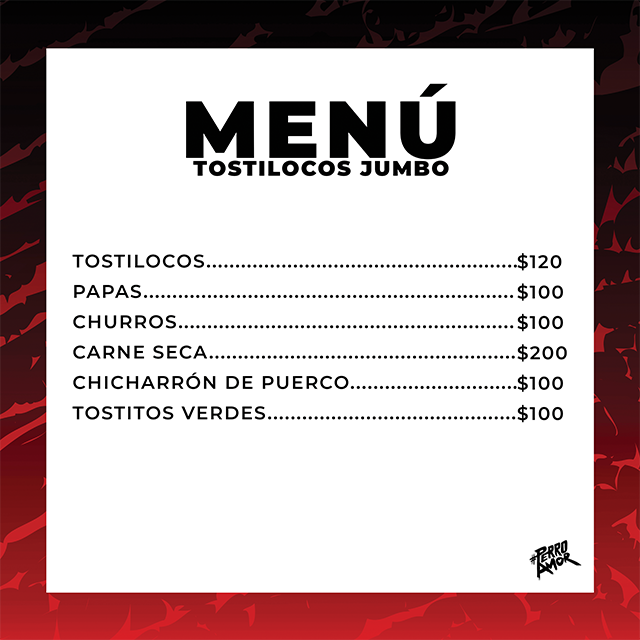 MENÚ
TOSTILOCOS JUMBO
TOSTILOCOS....................................................$120
PAPAS...............................................................$100
CHURROS.........................................................$100
CARNE SECA....................................................$200
CHICHARRÓN DE PUERCO............................$100
TOSTITOS VERDES..........................................$100
#PERRO
AMOR